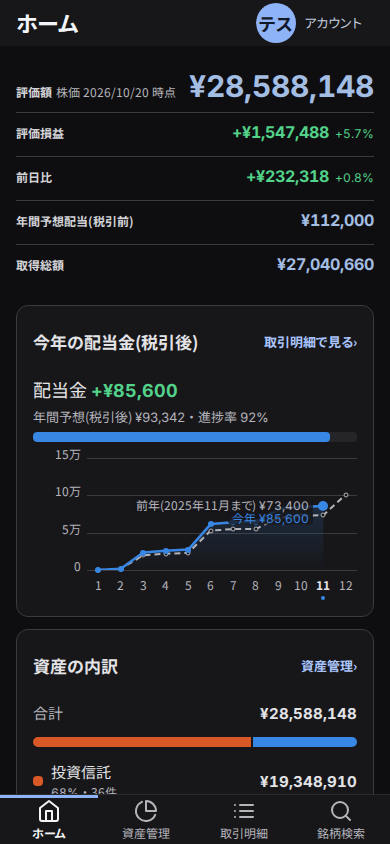 ホーム
テス アカウント
評価額 株価 2026/10/20 時点 ¥28,588,148
評価損益 +¥1,547,488 +5.7%
前日比 +¥232,318 +0.8%
年間予想配当(税引前) ¥112,000
取得総額 ¥27,040,660
今年の配当金(税引後) 取引明細で見る›
配当金 +¥85,600
年間予想(税引後) ¥93,342・進捗率 92%
15万
10万
前年(2025年11月まで) ¥73,400
今年 ¥85,600
5万
0
1 2 3 4 5 6 7 8 9 10 11 12
資産の内訳 資産管理›
合計 ¥28,588,148
投資信託 ¥19,348,910
68%・36件
ホーム 資産管理 取引明細 銘柄検索